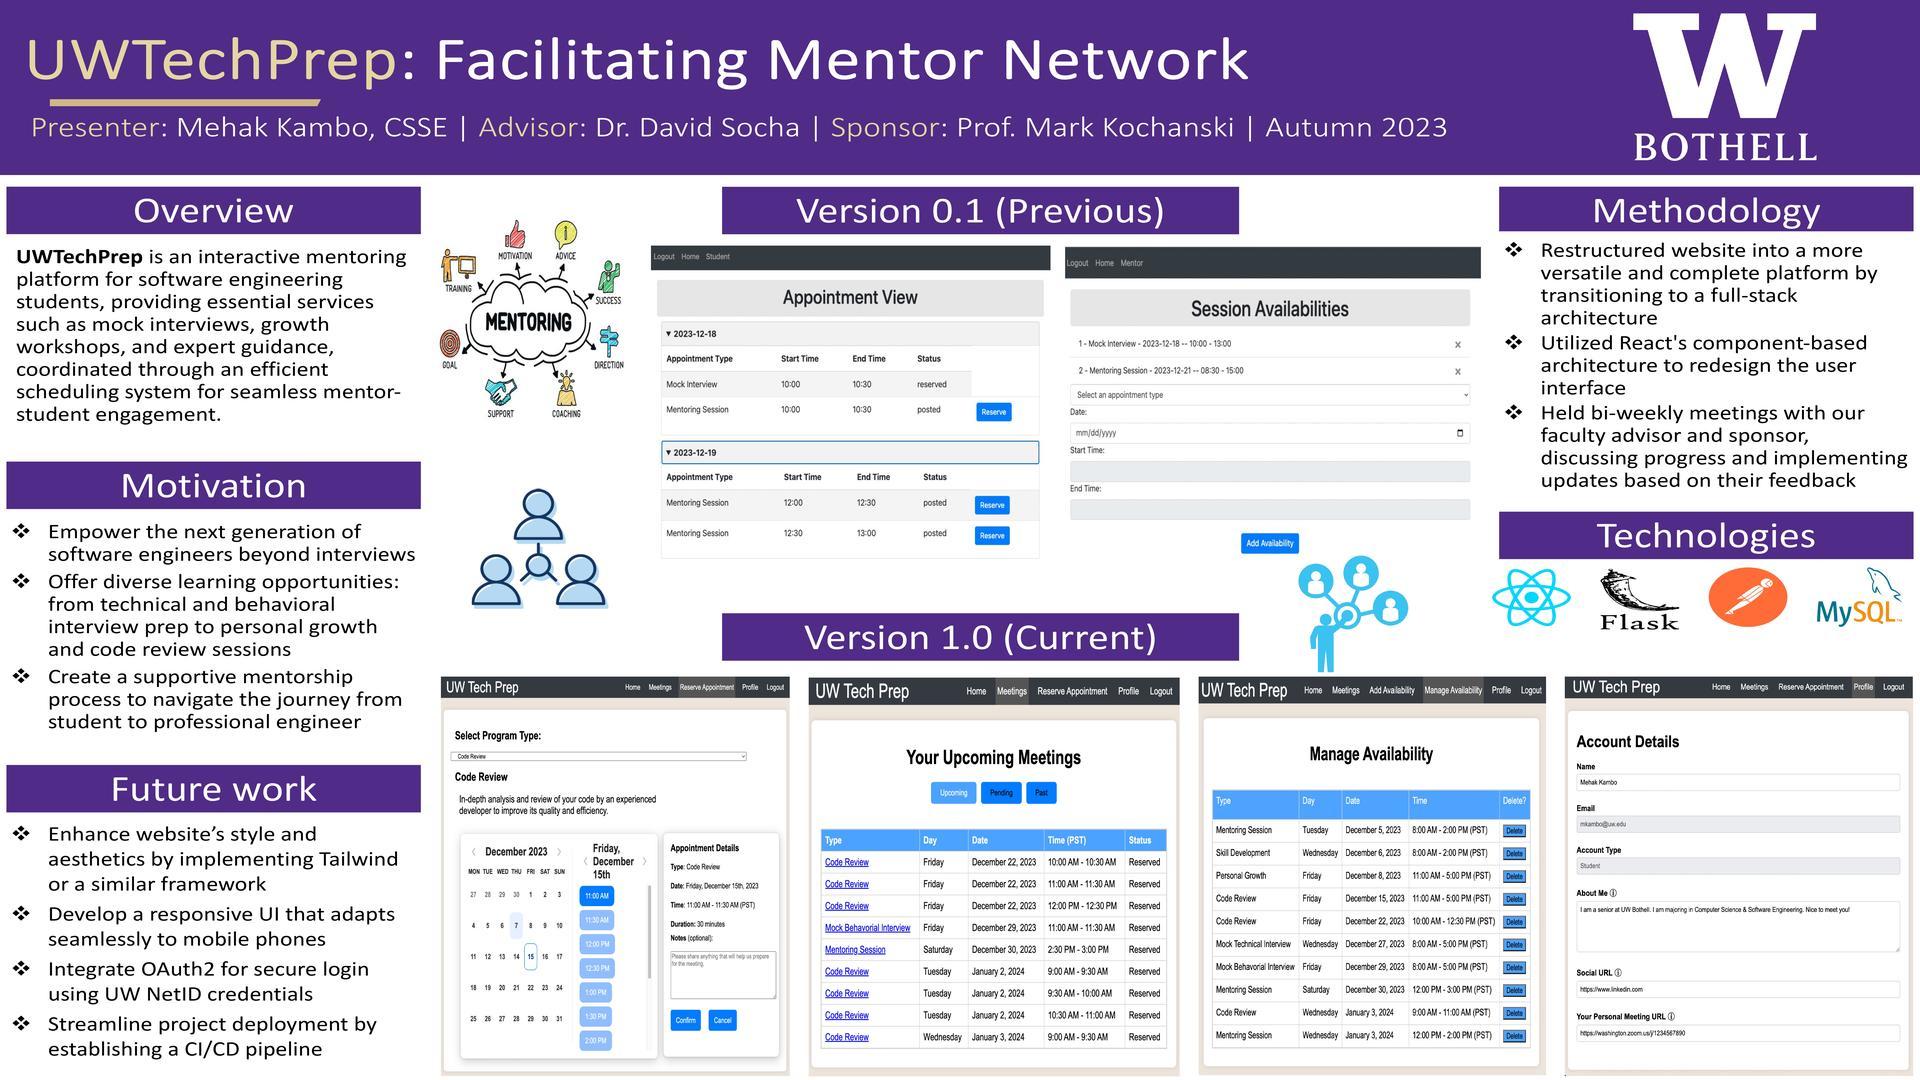 UWTechPrep: Facilitating Mentor Network
Presenter: Mehak Kambo, CSSE | Advisor: Dr. David Socha | Sponsor: Prof. Mark Kochanski | Autumn 2023
W
BOTHELL
Overview
UWTechPrep is an interactive mentoring
platform for software engineering
students, providing essential services
such as mock interviews, growth
workshops, and expert guidance,
coordinated through an efficient
scheduling system for seamless mentor-
student engagement.
Motivation
❖ Empower the next generation of
software engineers beyond interviews
❖ Offer diverse learning opportunities:
from technical and behavioral
interview prep to personal growth
and code review sessions
❖ Create a supportive mentorship
process to navigate the journey from
student to professional engineer
Future work
❖ Enhance website’s style and
aesthetics by implementing Tailwind
or a similar framework
❖ Develop a responsive UI that adapts
seamlessly to mobile phones
❖ Integrate OAuth2 for secure login
using UW NetID credentials
❖ Streamline project deployment by
establishing a CI/CD pipeline
MOTIVATION
ADVICE
TRAINING
SUCCESS
MENTORING
GOAL
DIRECTION
SUPPORT
COACHING
Version 0.1 (Previous)
Logout Home Student
Appointment View
▾ 2023-12-18
Appointment Type Start Time End Time Status
Mock Interview 10:00 10:30 reserved
Mentoring Session 10:00 10:30 posted Reserve
▾ 2023-12-19
Appointment Type Start Time End Time Status
Mentoring Session 12:00 12:30 posted Reserve
Mentoring Session 12:30 13:00 posted Reserve
Logout Home Mentor
Session Availabilities
1 - Mock Interview - 2023-12-18 -- 10:00 - 13:00 x
2 - Mentoring Session - 2023-12-21 -- 08:30 - 15:00 x
Select an appointment type
Date:
mm/dd/yyyy
Start Time:
End Time:
Add Availability
Version 1.0 (Current)
UW Tech Prep Home Meetings Reserve Appointment Profile Logout
Select Program Type:
Code Review
Code Review
In-depth analysis and review of your code by an experienced
developer to improve its quality and efficiency.
December 2023
MON TUE WED THU FRI SAT SUN
27 28 29 30 1 2 3
4 5 6 7 8 9 10
11 12 13 14 15 16 17
18 19 20 21 22 23 24
25 26 27 28 29 30 31
Friday,
December
15th
11:00 AM
11:30 AM
12:00 PM
12:30 PM
1:00 PM
1:30 PM
2:00 PM
Appointment Details
Type: Code Review
Date: Friday, December 15th, 2023
Time: 11:00 AM - 11:30 AM (PST)
Duration: 30 minutes
Notes (optional):
Please share anything that will help us prepare
for the meeting.
Confirm Cancel
UW Tech Prep Home Meetings Reserve Appointment Profile Logout
Your Upcoming Meetings
Upcoming Pending Past
Type Day Date Time (PST) Status
Code Review Friday December 22, 2023 10:00 AM - 10:30 AM Reserved
Code Review Friday December 22, 2023 11:00 AM - 11:30 AM Reserved
Code Review Friday December 22, 2023 12:00 PM - 12:30 PM Reserved
Mock Behavorial Interview Friday December 29, 2023 11:00 AM - 11:30 AM Reserved
Mentoring Session Saturday December 30, 2023 2:30 PM - 3:00 PM Reserved
Code Review Tuesday January 2, 2024 9:00 AM - 9:30 AM Reserved
Code Review Tuesday January 2, 2024 9:30 AM - 10:00 AM Reserved
Code Review Tuesday January 2, 2024 10:30 AM - 11:00 AM Reserved
Code Review Wednesday January 3, 2024 9:00 AM - 9:30 AM Reserved
UW Tech Prep Home Meetings Add Availability Manage Availability Profile Logout
Manage Availability
Type Day Date Time Delete?
Mentoring Session Tuesday December 5, 2023 8:00 AM - 2:00 PM (PST) Delete
Skill Development Wednesday December 6, 2023 8:00 AM - 2:00 PM (PST) Delete
Personal Growth Friday December 8, 2023 11:00 AM - 5:00 PM (PST) Delete
Code Review Friday December 15, 2023 11:00 AM - 5:00 PM (PST) Delete
Code Review Friday December 22, 2023 10:00 AM - 12:30 PM (PST) Delete
Mock Technical Interview Wednesday December 27, 2023 8:00 AM - 5:00 PM (PST) Delete
Mock Behavorial Interview Friday December 29, 2023 8:00 AM - 5:00 PM (PST) Delete
Mentoring Session Saturday December 30, 2023 12:00 PM - 3:00 PM (PST) Delete
Code Review Wednesday January 3, 2024 9:00 AM - 11:00 AM (PST) Delete
Mentoring Session Wednesday January 3, 2024 12:00 PM - 2:00 PM (PST) Delete
UW Tech Prep Home Meetings Reserve Appointment Profile Logout
Account Details
Name
Mehak Kambo
Email
mkambo@uw.edu
Account Type
Student
About Me ⓘ
I am a senior at UW Bothell. I am majoring in Computer Science & Software Engineering. Nice to meet you!
Social URL ⓘ
https://www.linkedin.com
Your Personal Meeting URL ⓘ
https://washington.zoom.us/j/1234567890
Methodology
❖ Restructured website into a more
versatile and complete platform by
transitioning to a full-stack
architecture
❖ Utilized React's component-based
architecture to redesign the user
interface
❖ Held bi-weekly meetings with our
faculty advisor and sponsor,
discussing progress and implementing
updates based on their feedback
Technologies
Flask
MySQL™